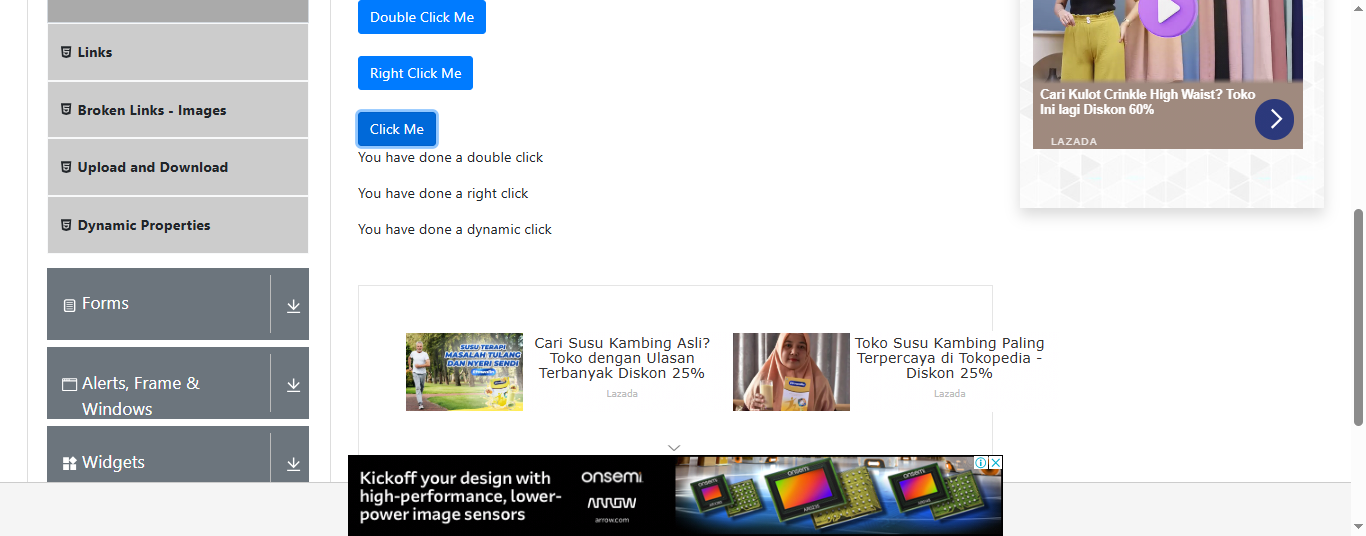 Double Click Me
Links
Right Click Me
Broken Links - Images
Cari Kulot Crinkle High Waist? Toko
Ini lagi Diskon 60%
LAZADA
Click Me
You have done a double click
Upload and Download
You have done a right click
Dynamic Properties
You have done a dynamic click
Forms
Cari Susu Kambing Asli?
Toko dengan Ulasan
Terbanyak Diskon 25%
Lazada
SUSU TERAPI
MASALAH TULANG
DAN NYERI SENDI
Toko Susu Kambing Paling
Terpercaya di Tokopedia -
Diskon 25%
Lazada
Alerts, Frame &
Windows
Widgets
Kickoff your design with
high-performance, lower-
power image sensors
onsemi
ARROW
arrow.com
ONSEMI